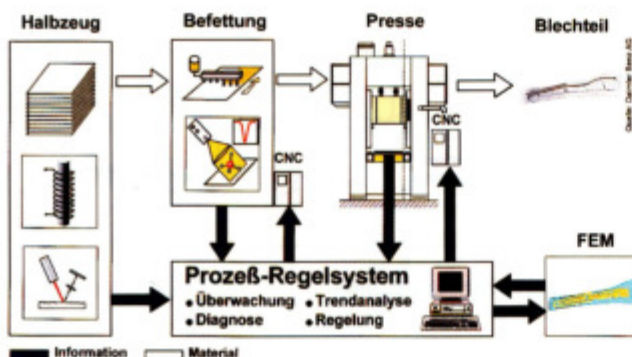 Halbzeug
Befettung
Presse
Blechteil
CNC
CNC
FEM
Prozeß-Regelsystem
• Überwachung • Trendanalyse
• Diagnose • Regelung
Information
Material